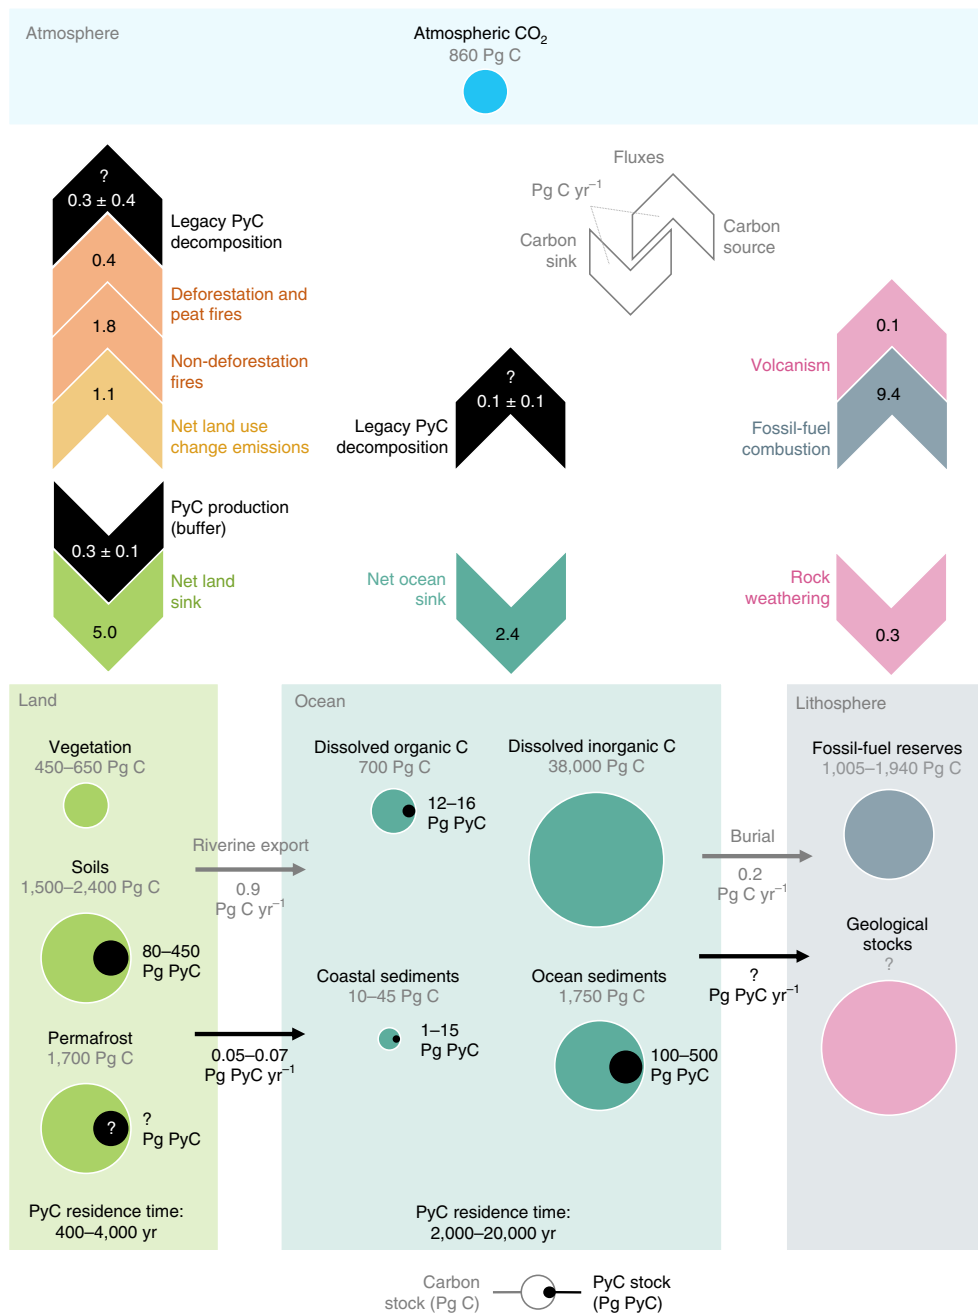 Atmosphere
Atmospheric CO₂
860 Pg C
?
0.3 ± 0.4
Legacy PyC
decomposition
0.4
Deforestation and
peat fires
1.8
Non-deforestation
fires
1.1
Net land use
change emissions
PyC production
(buffer)
0.3 ± 0.1
Net land
sink
5.0
Fluxes
Pg C yr⁻¹
Carbon
sink
Carbon
source
?
0.1 ± 0.1
Legacy PyC
decomposition
Net ocean
sink
2.4
0.1
Volcanism
9.4
Fossil-fuel
combustion
Rock
weathering
0.3
Land
Vegetation
450–650 Pg C
Soils
1,500–2,400 Pg C
80–450
Pg PyC
Permafrost
1,700 Pg C
?
?
Pg PyC
PyC residence time:
400–4,000 yr
Riverine export
0.9
Pg C yr⁻¹
0.05–0.07
Pg PyC yr⁻¹
Ocean
Dissolved organic C
700 Pg C
12–16
Pg PyC
Dissolved inorganic C
38,000 Pg C
Coastal sediments
10–45 Pg C
1–15
Pg PyC
Ocean sediments
1,750 Pg C
100–500
Pg PyC
PyC residence time:
2,000–20,000 yr
Burial
0.2
Pg C yr⁻¹
?
Pg PyC yr⁻¹
Lithosphere
Fossil-fuel reserves
1,005–1,940 Pg C
Geological
stocks
?
Carbon
stock (Pg C)
PyC stock
(Pg PyC)